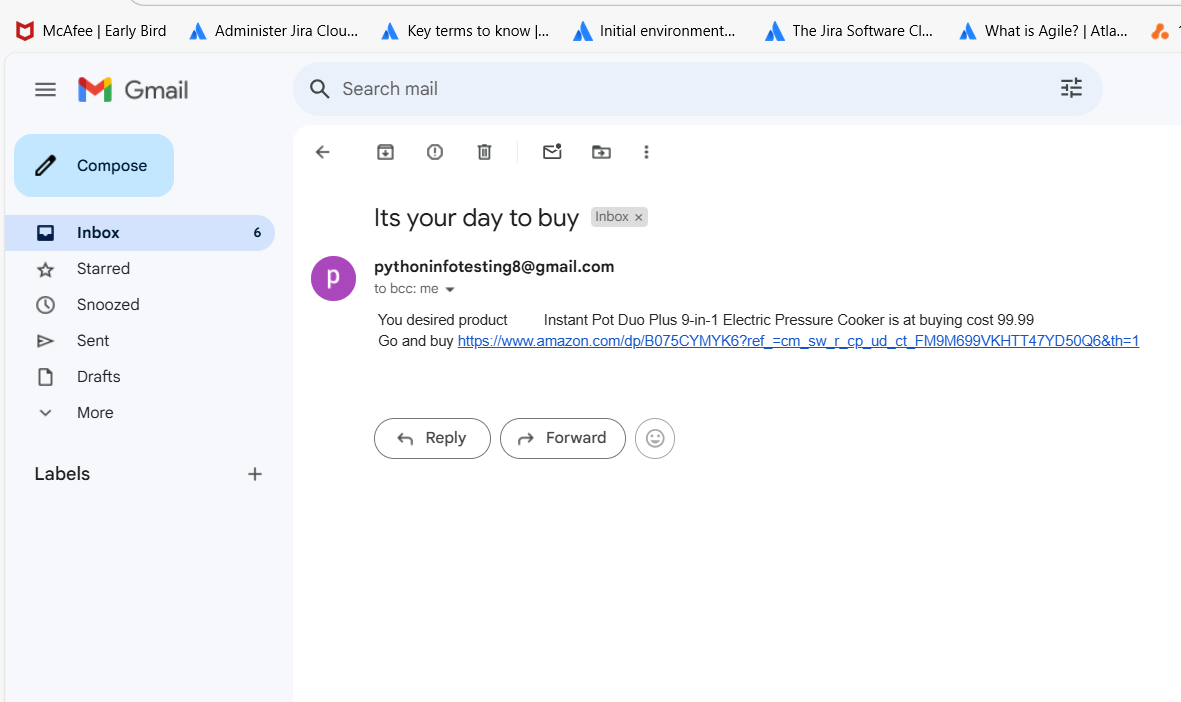 McAfee | Early Bird Administer Jira Clou... Key terms to know |... Initial environment... The Jira Software Cl... What is Agile? | Atla...
Gmail
Search mail
Compose
Inbox 6
Starred
Snoozed
Sent
Drafts
More
Labels
Its your day to buy Inbox ×
p
pythoninfotesting8@gmail.com
to bcc: me
You desired product Instant Pot Duo Plus 9-in-1 Electric Pressure Cooker is at buying cost 99.99
Go and buy https://www.amazon.com/dp/B075CYMYK6?ref_=cm_sw_r_cp_ud_ct_FM9M699VKHTT47YD50Q6&th=1
Reply Forward